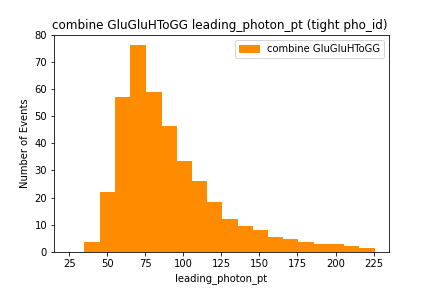 combine GluGluHToGG leading_photon_pt (tight pho_id)
combine GluGluHToGG
80
70
60
50
40
30
20
10
0
Number of Events
25 50 75 100 125 150 175 200 225
leading_photon_pt